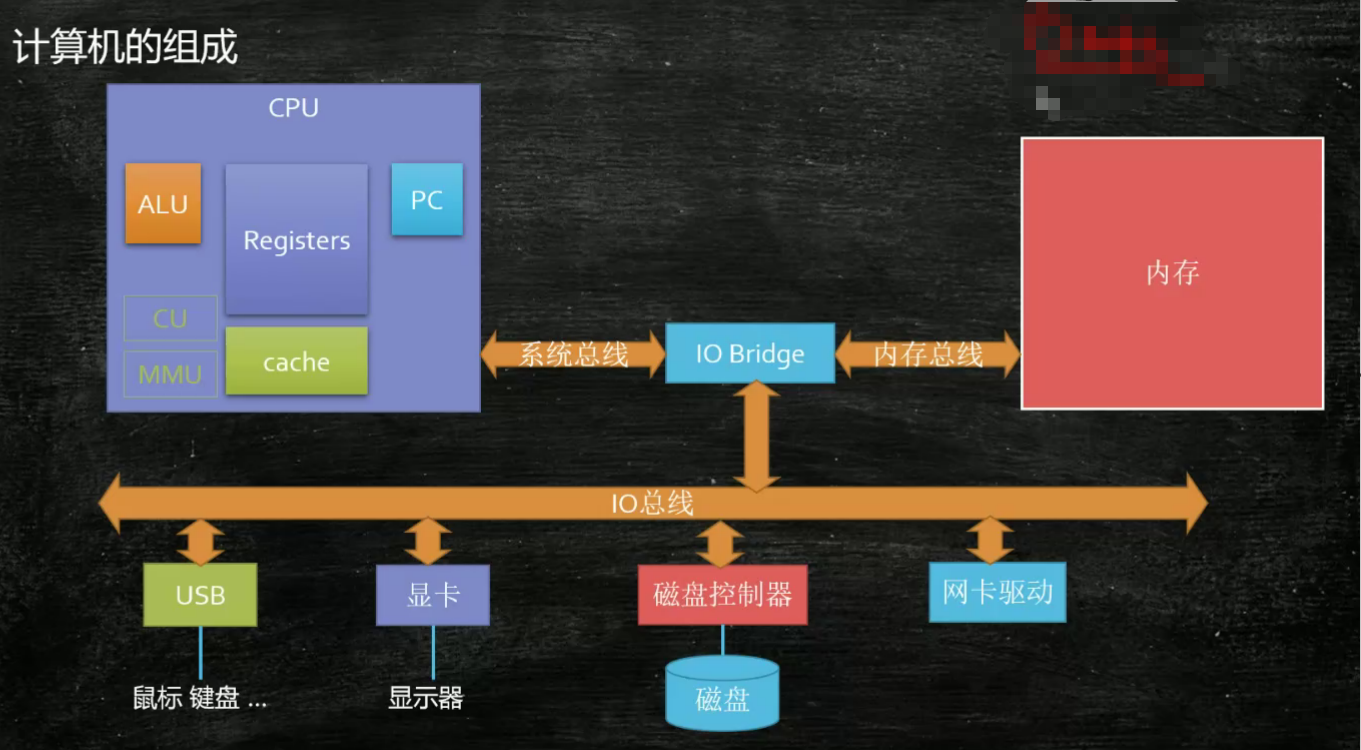 计算机的组成
CPU
ALU
Registers
PC
CU
MMU
cache
系统总线
IO Bridge
内存总线
内存
IO总线
USB
显卡
磁盘控制器
网卡驱动
鼠标 键盘 ...
显示器
磁盘